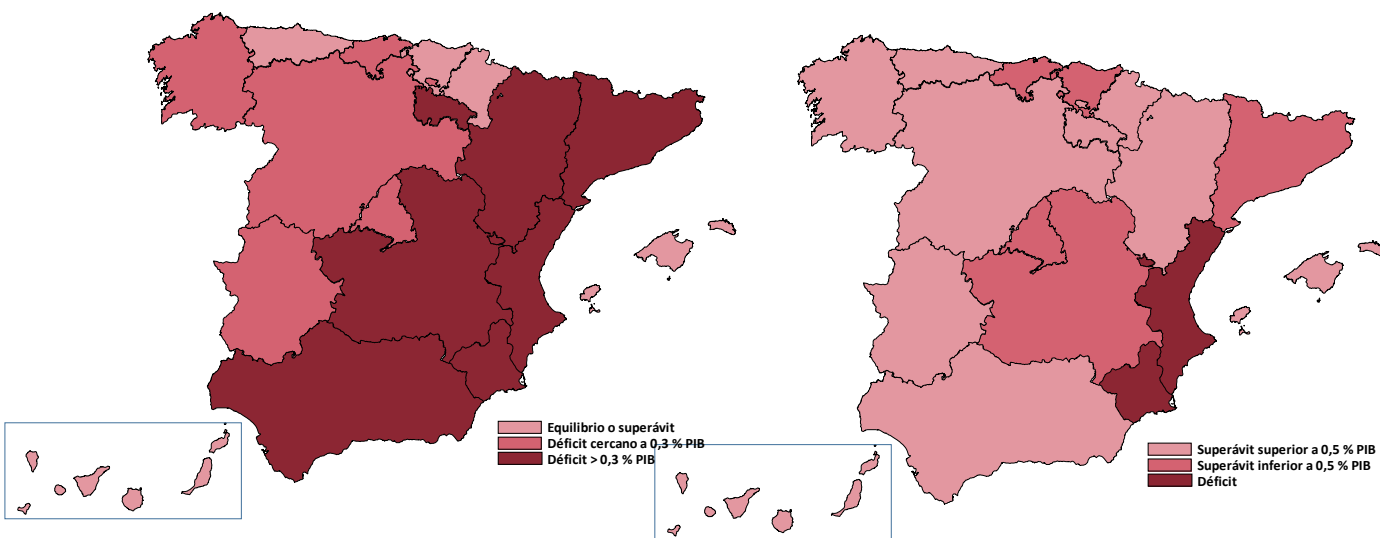 Equilibrio o superávit
Déficit cercano a 0,3 % PIB
Déficit > 0,3 % PIB
Superávit superior a 0,5 % PIB
Superávit inferior a 0,5 % PIB
Déficit